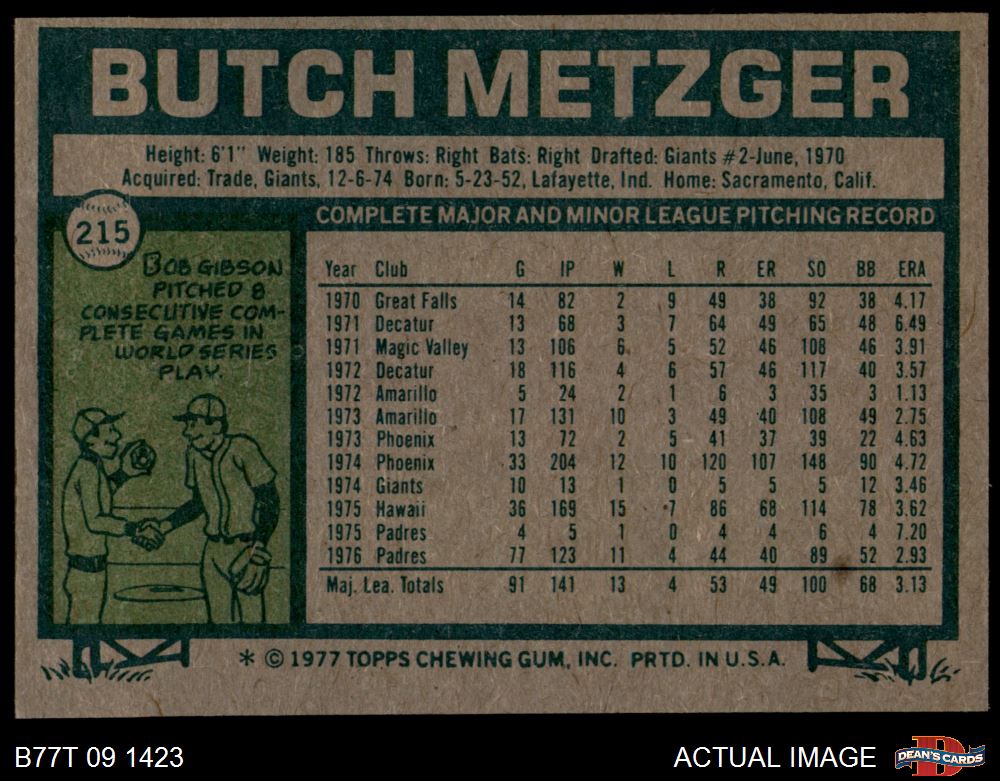 BUTCH METZGER
Height: 6'1" Weight: 185 Throws: Right Bats: Right Drafted: Giants #2-June, 1970
Acquired: Trade, Giants, 12-6-74 Born: 5-23-52, Lafayette, Ind. Home: Sacramento, Calif.
215
BOB GIBSON
PITCHED 8
CONSECUTIVE COM-
PLETE GAMES IN
WORLD SERIES
PLAY.
COMPLETE MAJOR AND MINOR LEAGUE PITCHING RECORD
Year Club G IP W L R ER SO BB ERA
1970 Great Falls 14 82 2 9 49 38 92 38 4.17
1971 Decatur 13 68 3 7 64 49 65 48 6.49
1971 Magic Valley 13 106 6 5 52 46 108 46 3.91
1972 Decatur 18 116 4 6 57 46 117 40 3.57
1972 Amarillo 5 24 2 1 6 3 35 3 1.13
1973 Amarillo 17 131 10 3 49 40 108 49 2.75
1973 Phoenix 13 72 2 5 41 37 39 22 4.63
1974 Phoenix 33 204 12 10 120 107 148 90 4.72
1974 Giants 10 13 1 0 5 5 5 12 3.46
1975 Hawaii 36 169 15 7 86 68 114 78 3.62
1975 Padres 4 5 1 0 4 4 6 4 7.20
1976 Padres 77 123 11 4 44 40 89 52 2.93
Maj. Lea. Totals 91 141 13 4 53 49 100 68 3.13
* © 1977 TOPPS CHEWING GUM, INC. PRTD. IN U.S.A.
B77T 09 1423
ACTUAL IMAGE
D
DEAN'S CARDS